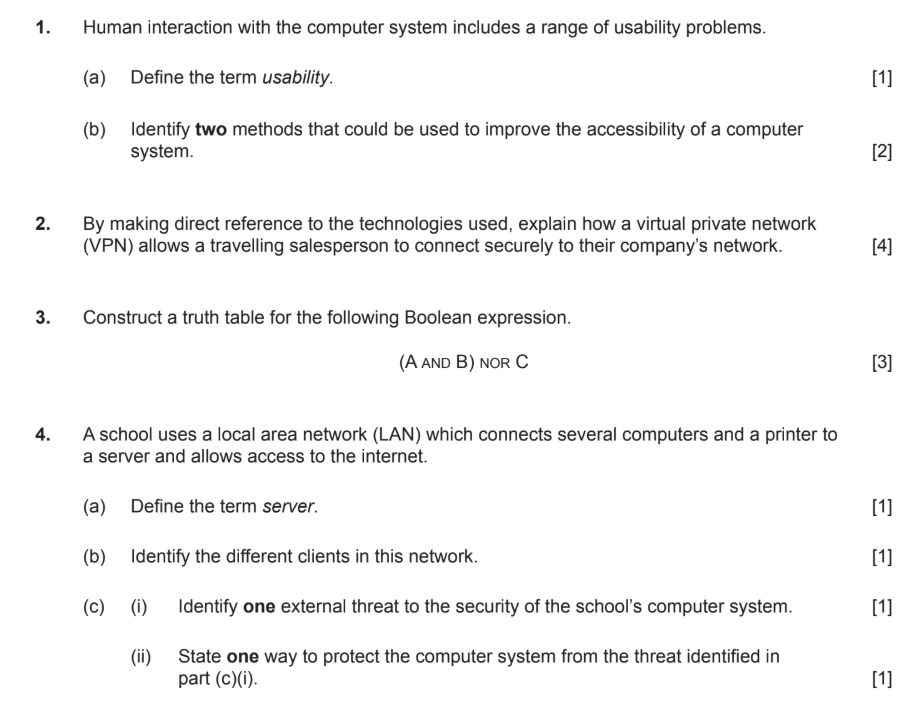 1. Human interaction with the computer system includes a range of usability problems.
(a) Define the term usability. [1]
(b) Identify two methods that could be used to improve the accessibility of a computer
system. [2]
2. By making direct reference to the technologies used, explain how a virtual private network
(VPN) allows a travelling salesperson to connect securely to their company's network. [4]
3. Construct a truth table for the following Boolean expression.
(A AND B) NOR C [3]
4. A school uses a local area network (LAN) which connects several computers and a printer to
a server and allows access to the internet.
(a) Define the term server. [1]
(b) Identify the different clients in this network. [1]
(c) (i) Identify one external threat to the security of the school's computer system. [1]
(ii) State one way to protect the computer system from the threat identified in
part (c)(i). [1]